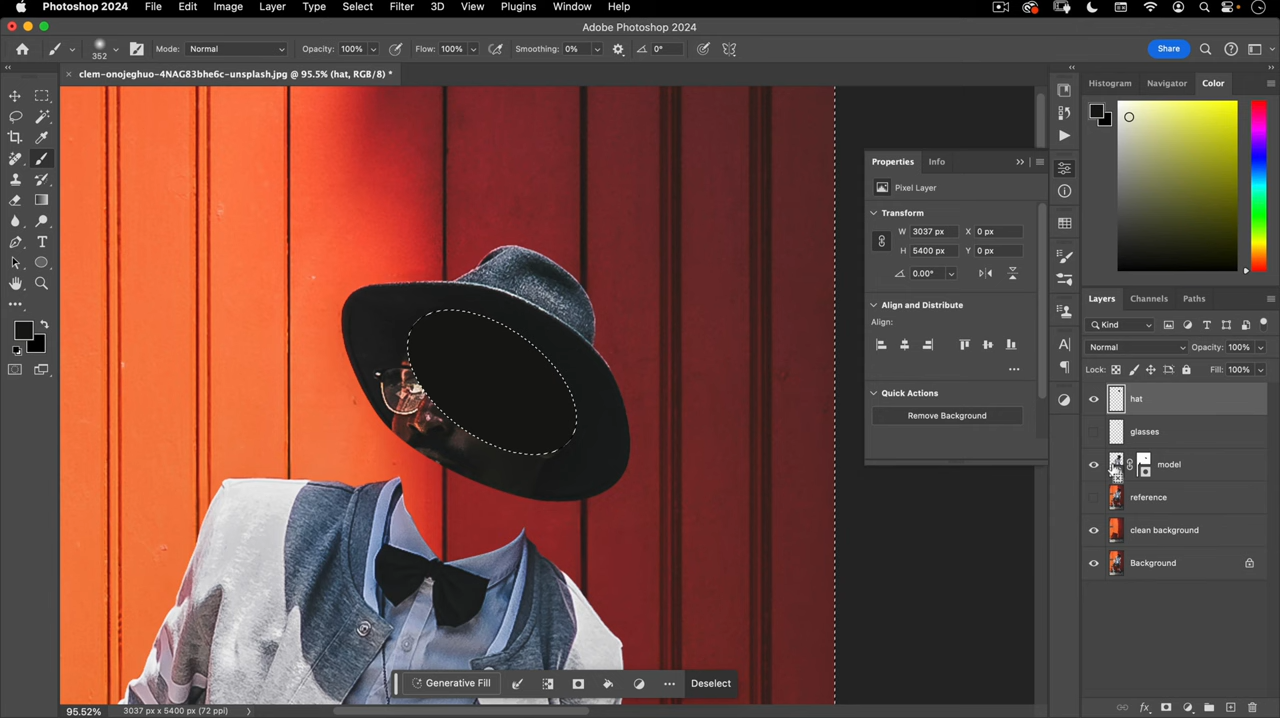 Photoshop 2024 File Edit Image Layer Type Select Filter 3D View Plugins Window Help
Adobe Photoshop 2024
352 Mode: Normal Opacity: 100% Flow: 100% Smoothing: 0% 0° Share
× clem-onojeghuo-4NAG83bhe6c-unsplash.jpg @ 95.5% (hat, RGB/8) *
Histogram Navigator Color
Properties Info
Pixel Layer
Transform
W 3037 px X 0 px
H 5400 px Y 0 px
0.00°
Align and Distribute
Align:
Quick Actions
Remove Background
Layers Channels Paths
Kind
Normal Opacity: 100%
Lock: Fill: 100%
hat
glasses
model
reference
clean background
Background
Generative Fill Deselect
95.52% 3037 px x 5400 px (72 ppi)